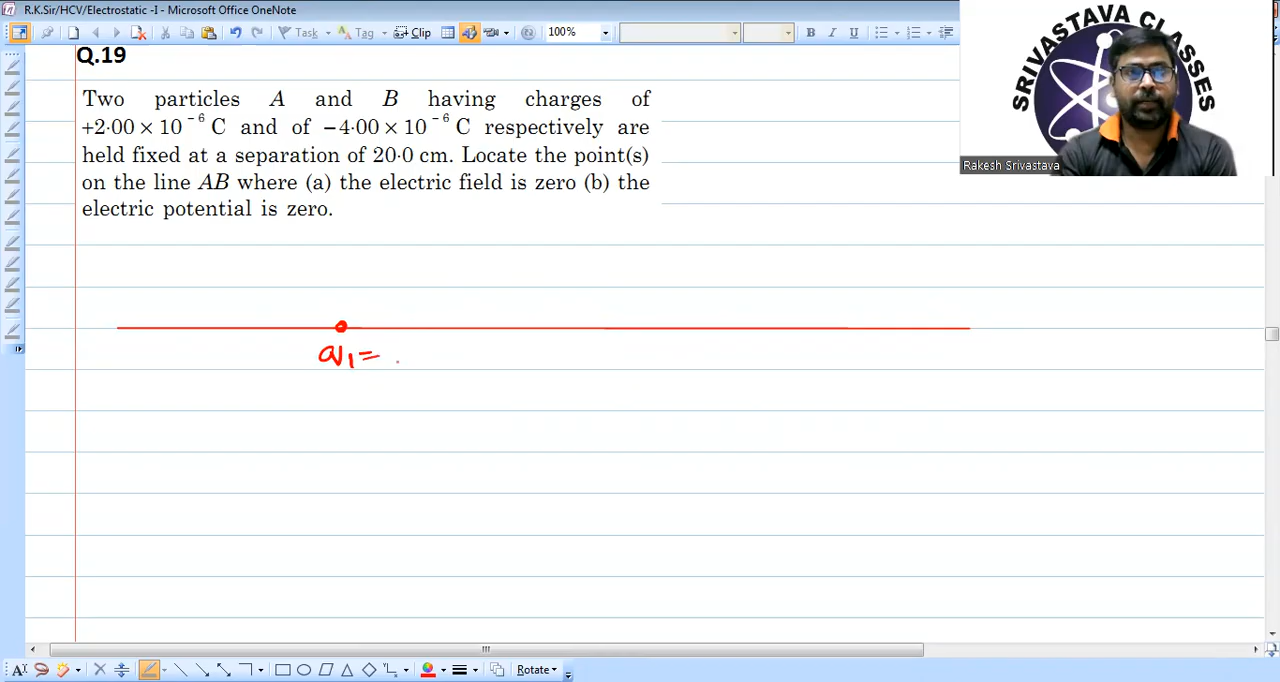 R.K.Sir/HCV/Electrostatic -I - Microsoft Office OneNote
Task
Tag
Clip
100%
B I U
SRIVASTAVA CLASSES
Rakesh Srivastava
Q.19
Two particles A and B having charges of
+2·00 × 10⁻⁶ C and of −4·00 × 10⁻⁶ C respectively are
held fixed at a separation of 20·0 cm. Locate the point(s)
on the line AB where (a) the electric field is zero (b) the
electric potential is zero.
q₁ =
Rotate